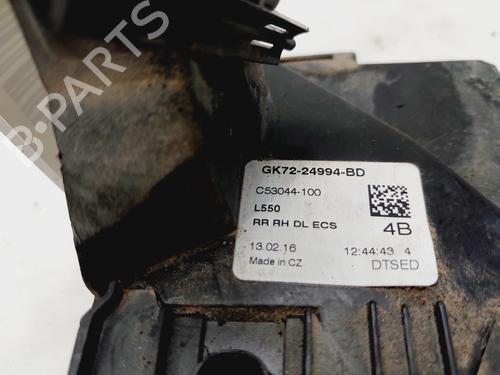 B-PARTS
GK72-24994-BD
C53044-100
L550
RR RH DL ECS
4B
13.02.16 12:44:43 4
Made in CZ DTSED